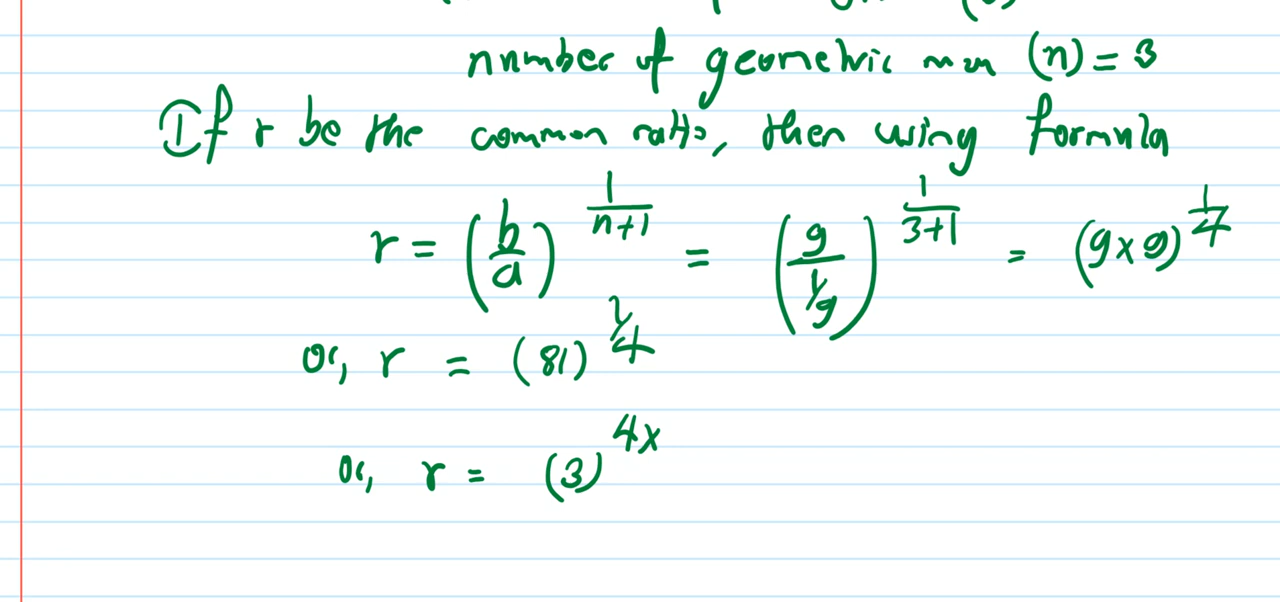 number of geometric mean (n) = 3
If r be the common ratio, then using formula
r = (b/a)^(1/(n+1)) = (9/(1/9))^(1/(3+1)) = (9×9)^(1/4)
or, r = (81)^(1/4)
or, r = (3)^(4×